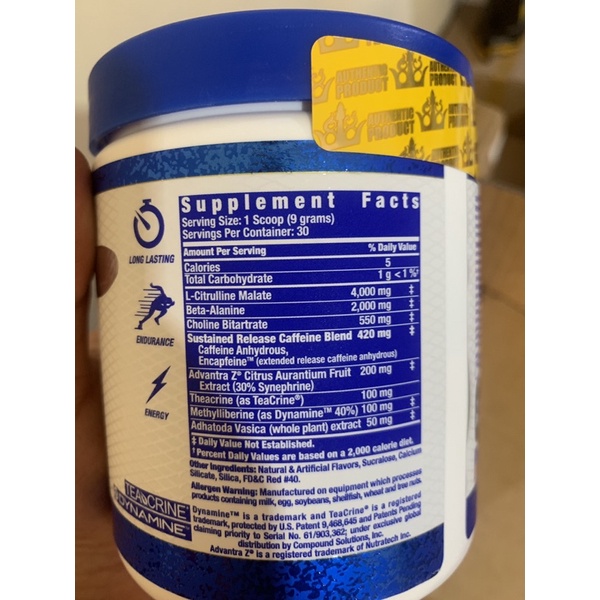 AUTHENTIC
PRODUCT
AUTHENTIC
PRODUCT
Supplement Facts
Serving Size: 1 Scoop (9 grams)
Servings Per Container: 30
Amount Per Serving % Daily Value
Calories 5
Total Carbohydrate 1 g <1%†
L-Citrulline Malate 4,000 mg ‡
Beta-Alanine 2,000 mg ‡
Choline Bitartrate 550 mg ‡
Sustained Release Caffeine Blend 420 mg ‡
Caffeine Anhydrous,
Encapfeine™ (extended release caffeine anhydrous)
Advantra Z® Citrus Aurantium Fruit 200 mg ‡
Extract (30% Synephrine)
Theacrine (as TeaCrine®) 100 mg
Methylliberine (as Dynamine™ 40%) 100 mg ‡
Adhatoda Vasica (whole plant) extract 50 mg ‡
‡ Daily Value Not Established.
† Percent Daily Values are based on a 2,000 calorie diet.
Other Ingredients: Natural & Artificial Flavors, Sucralose, Calcium
Silicate, Silica, FD&C Red #40.
Allergen Warning: Manufactured on equipment which processes
products containing milk, egg, soybeans, shellfish, wheat and tree nuts.
Dynamine™ is a trademark and TeaCrine® is a registered
trademark, protected by U.S. Patent 9,468,645 and Patents Pending
claiming priority to Serial No. 61/903,362; under exclusive global
distribution by Compound Solutions, Inc.
Advantra Z® is a registered trademark of Nutratech Inc.
LONG LASTING
ENDURANCE
ENERGY
TEACRINE
DYNAMINE™